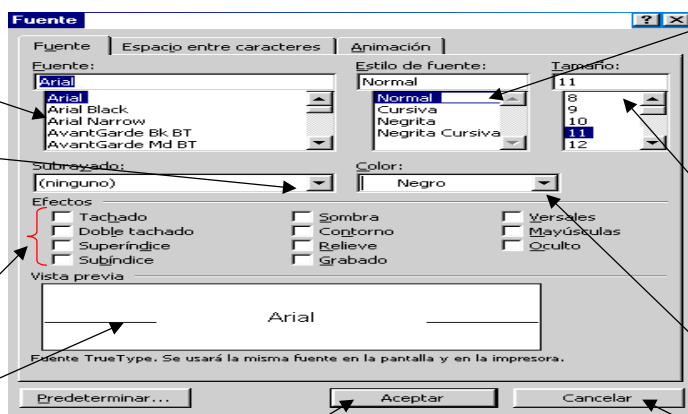 Fuente
Fuente Espacio entre caracteres Animación
Fuente: Estilo de fuente: Tamaño:
Arial Normal 11
Arial Normal 8
Arial Black Cursiva 9
Arial Narrow Negrita 10
AvantGarde Bk BT Negrita Cursiva 11
AvantGarde Md BT 12
Subrayado: Color:
(ninguno) Negro
Efectos
Tachado Sombra Versales
Doble tachado Contorno Mayúsculas
Superíndice Relieve Oculto
Subíndice Grabado
Vista previa
Arial
Fuente TrueType. Se usará la misma fuente en la pantalla y en la impresora.
Predeterminar... Aceptar Cancelar